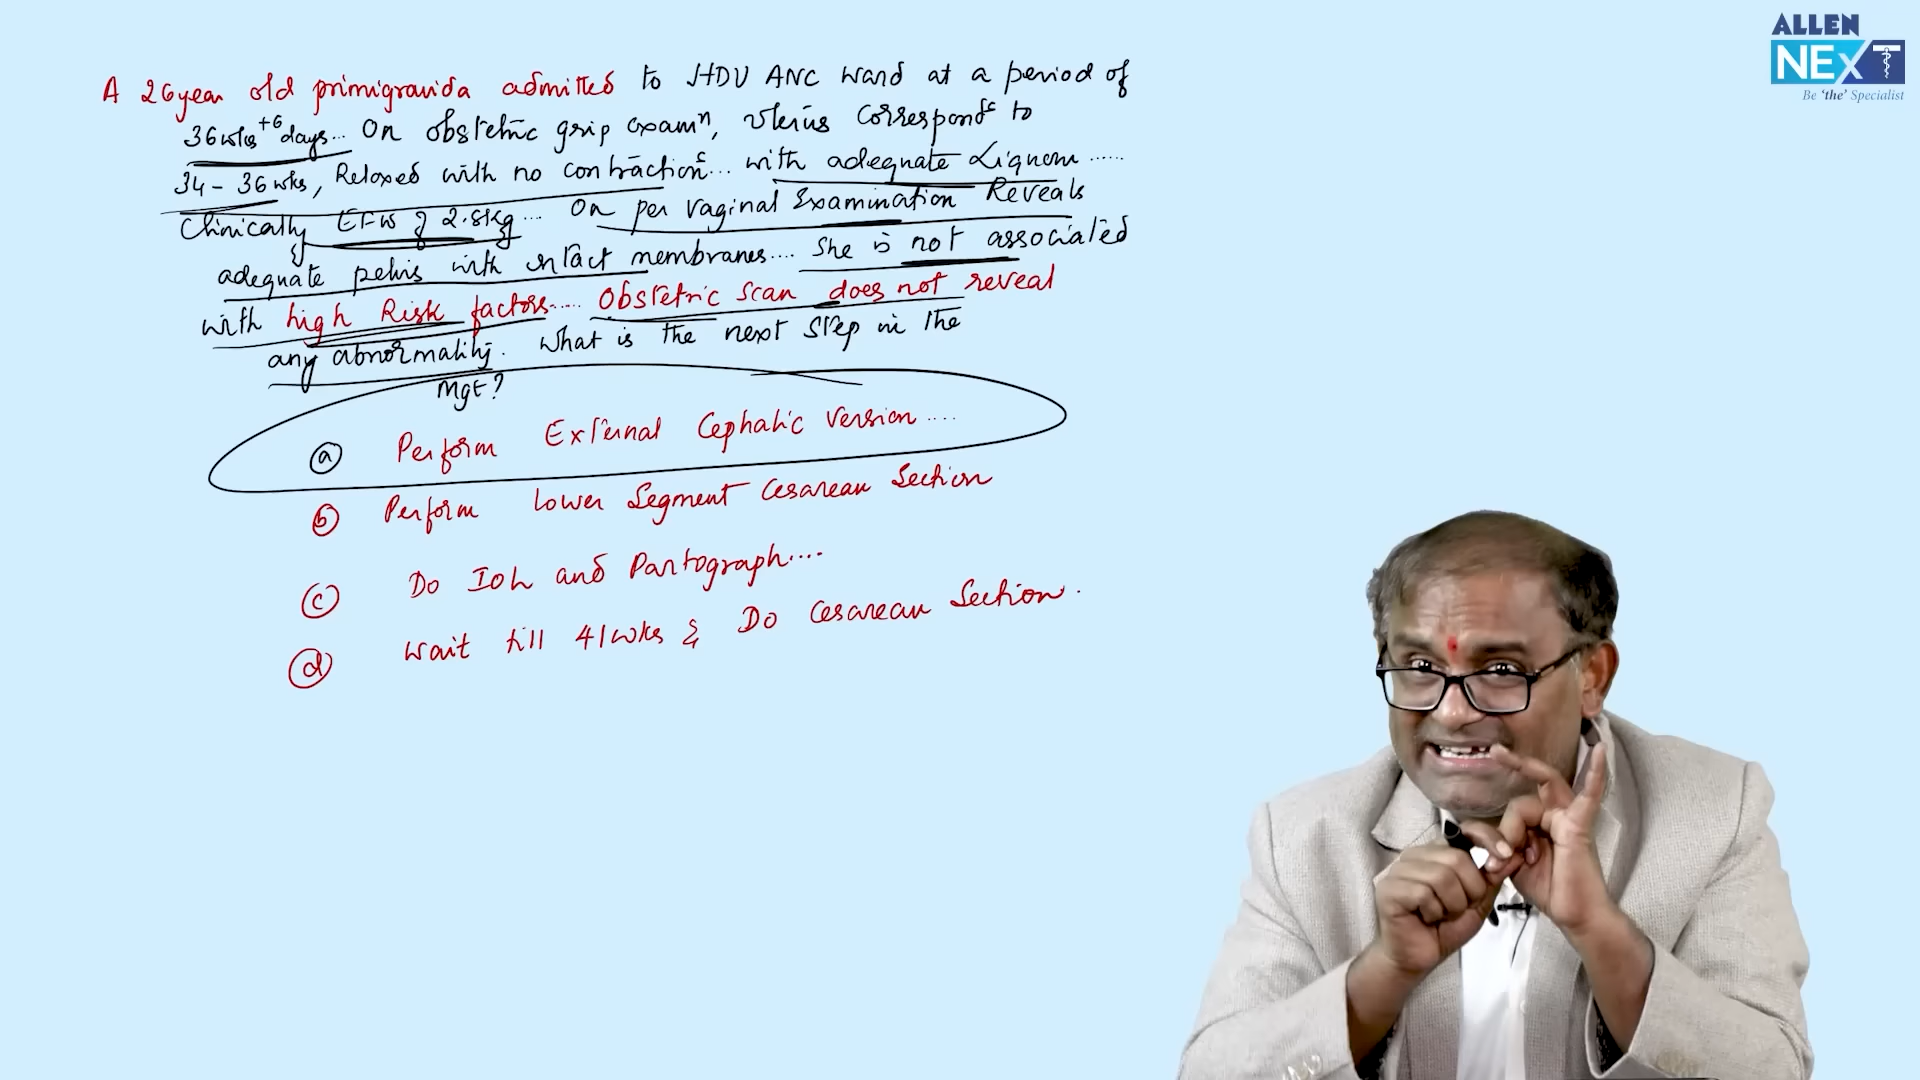 ALLEN
NEXT
Be 'the' Specialist
A 26year old primigravida admitted to HDU ANC ward at a period of
36wks+6days... On obstetric grip examn, uterus correspondg to
34-36wks, Relaxed with no contractions... with adequate Liquor ......
Clinically EFW of 2.8kg... On per vaginal Examination Reveals
adequate pelvis with intact membranes.... She is not associated
with high Risk factors..... Obstetric Scan does not reveal
any abnormality. What is the next step in the
Mgt?
a Perform External Cephalic Version ....
b Perform Lower Segment Cesarean Section
c Do IOL and Partograph....
d Wait till 41wks & Do Cesarean Section.